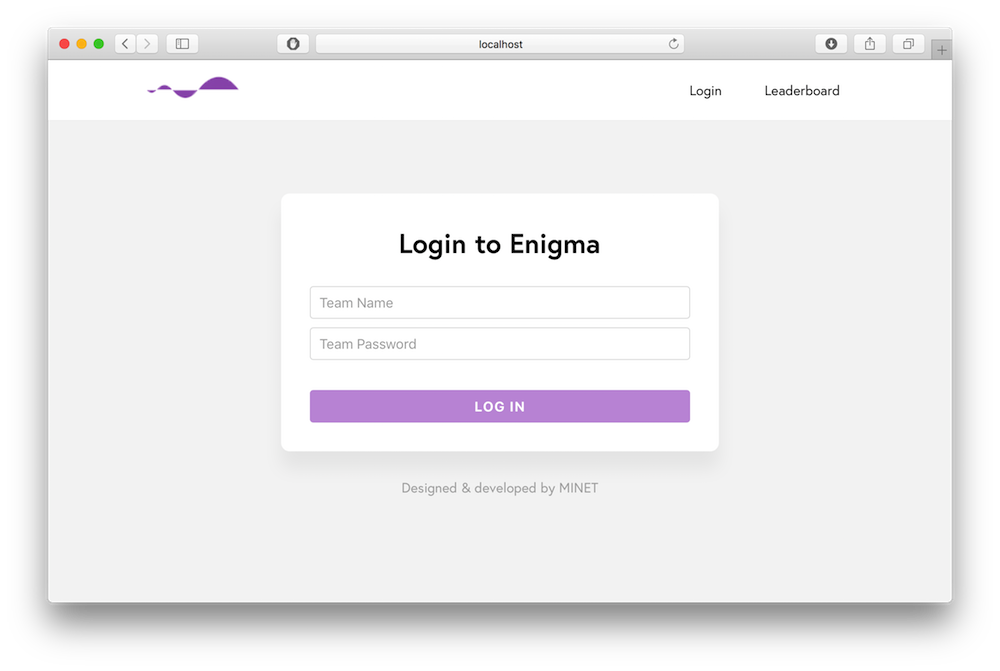 localhost
Login
Leaderboard
Login to Enigma
Team Name
Team Password
LOG IN
Designed & developed by MINET